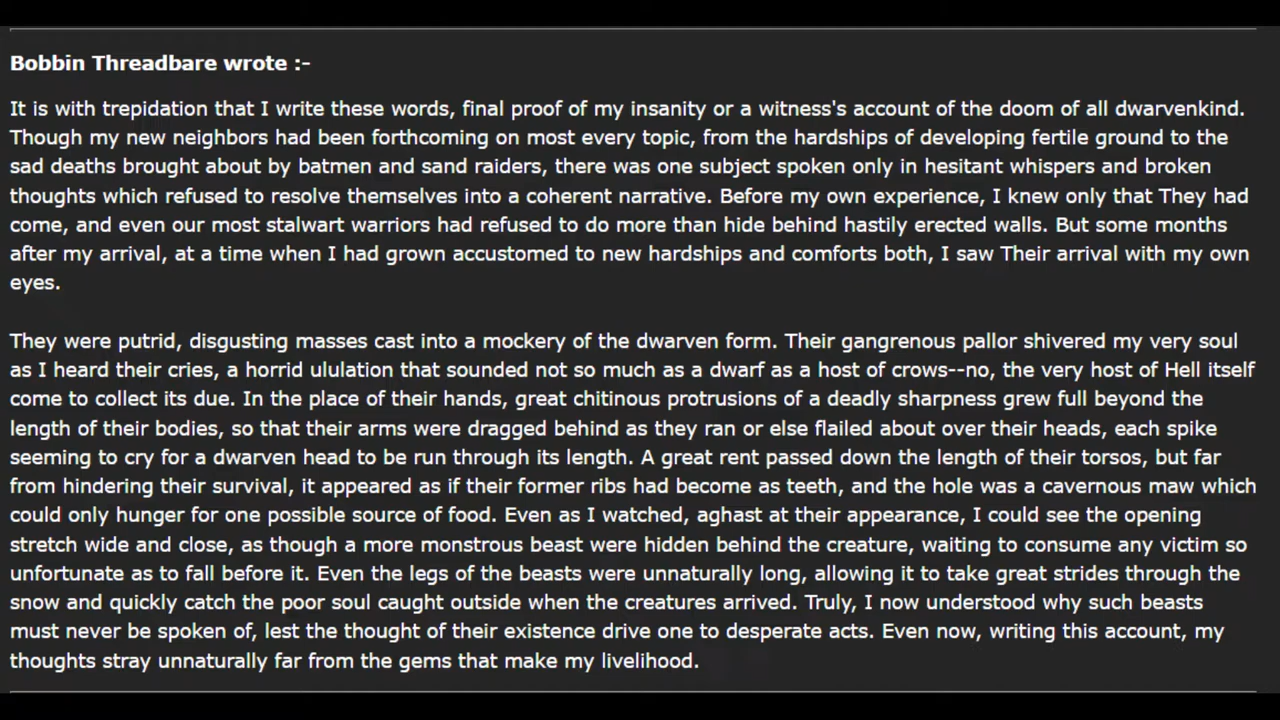 Bobbin Threadbare wrote :-
It is with trepidation that I write these words, final proof of my insanity or a witness's account of the doom of all dwarvenkind.
Though my new neighbors had been forthcoming on most every topic, from the hardships of developing fertile ground to the
sad deaths brought about by batmen and sand raiders, there was one subject spoken only in hesitant whispers and broken
thoughts which refused to resolve themselves into a coherent narrative. Before my own experience, I knew only that They had
come, and even our most stalwart warriors had refused to do more than hide behind hastily erected walls. But some months
after my arrival, at a time when I had grown accustomed to new hardships and comforts both, I saw Their arrival with my own
eyes.
They were putrid, disgusting masses cast into a mockery of the dwarven form. Their gangrenous pallor shivered my very soul
as I heard their cries, a horrid ululation that sounded not so much as a dwarf as a host of crows--no, the very host of Hell itself
come to collect its due. In the place of their hands, great chitinous protrusions of a deadly sharpness grew full beyond the
length of their bodies, so that their arms were dragged behind as they ran or else flailed about over their heads, each spike
seeming to cry for a dwarven head to be run through its length. A great rent passed down the length of their torsos, but far
from hindering their survival, it appeared as if their former ribs had become as teeth, and the hole was a cavernous maw which
could only hunger for one possible source of food. Even as I watched, aghast at their appearance, I could see the opening
stretch wide and close, as though a more monstrous beast were hidden behind the creature, waiting to consume any victim so
unfortunate as to fall before it. Even the legs of the beasts were unnaturally long, allowing it to take great strides through the
snow and quickly catch the poor soul caught outside when the creatures arrived. Truly, I now understood why such beasts
must never be spoken of, lest the thought of their existence drive one to desperate acts. Even now, writing this account, my
thoughts stray unnaturally far from the gems that make my livelihood.